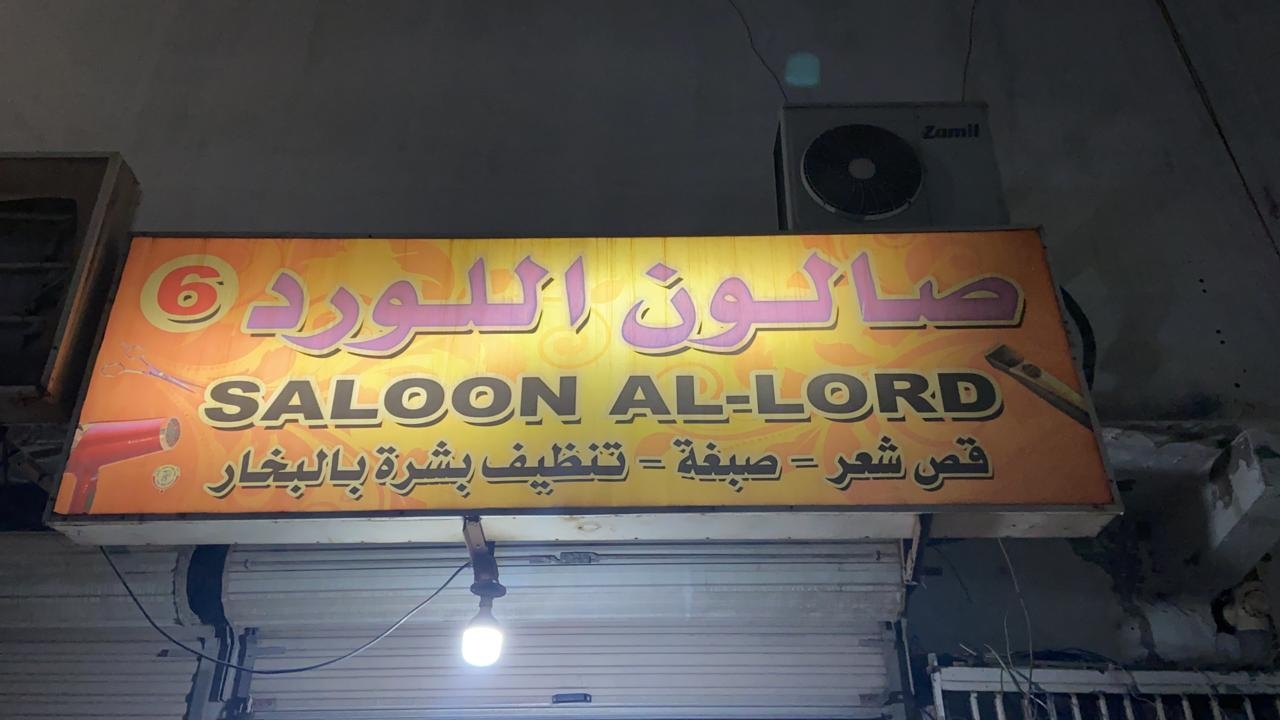 Zamil
صالون اللورد 6
SALOON AL-LORD
قص شعر - صبغة - تنظيف بشرة بالبخار